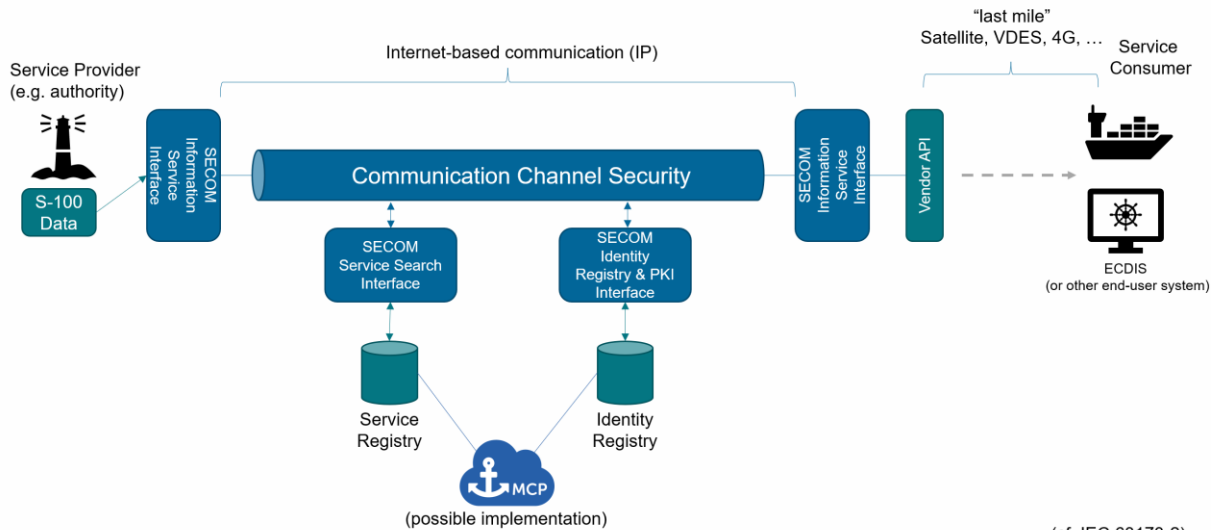 “last mile”
Satellite, VDES, 4G, ...
Service
Consumer
Internet-based communication (IP)
Service Provider
(e.g. authority)
S-100
Data
SECOM
Information
Service
Interface
Communication Channel Security
SECOM
Information
Service
Interface
Vendor API
SECOM
Service Search
Interface
SECOM
Identity
Registry & PKI
Interface
ECDIS
(or other end-user system)
Service
Registry
Identity
Registry
MCP
(possible implementation)